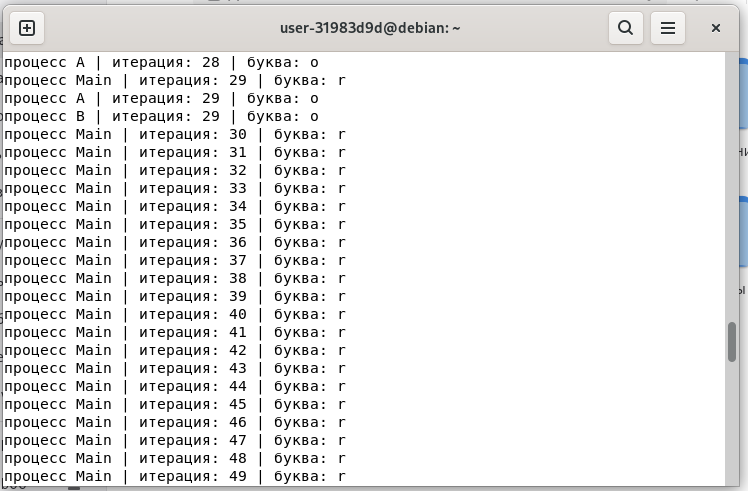 user-31983d9d@debian: ~
процесс A | итерация: 28 | буква: o
процесс Main | итерация: 29 | буква: r
процесс A | итерация: 29 | буква: o
процесс B | итерация: 29 | буква: o
процесс Main | итерация: 30 | буква: r
процесс Main | итерация: 31 | буква: r
процесс Main | итерация: 32 | буква: r
процесс Main | итерация: 33 | буква: r
процесс Main | итерация: 34 | буква: r
процесс Main | итерация: 35 | буква: r
процесс Main | итерация: 36 | буква: r
процесс Main | итерация: 37 | буква: r
процесс Main | итерация: 38 | буква: r
процесс Main | итерация: 39 | буква: r
процесс Main | итерация: 40 | буква: r
процесс Main | итерация: 41 | буква: r
процесс Main | итерация: 42 | буква: r
процесс Main | итерация: 43 | буква: r
процесс Main | итерация: 44 | буква: r
процесс Main | итерация: 45 | буква: r
процесс Main | итерация: 46 | буква: r
процесс Main | итерация: 47 | буква: r
процесс Main | итерация: 48 | буква: r
процесс Main | итерация: 49 | буква: r